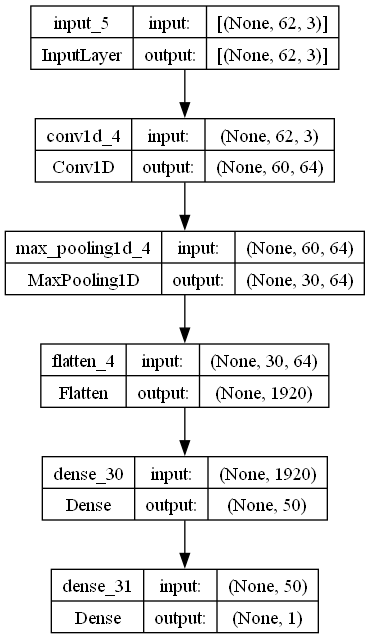 input_5 input: [(None, 62, 3)]
InputLayer output: [(None, 62, 3)]
conv1d_4 input: (None, 62, 3)
Conv1D output: (None, 60, 64)
max_pooling1d_4 input: (None, 60, 64)
MaxPooling1D output: (None, 30, 64)
flatten_4 input: (None, 30, 64)
Flatten output: (None, 1920)
dense_30 input: (None, 1920)
Dense output: (None, 50)
dense_31 input: (None, 50)
Dense output: (None, 1)